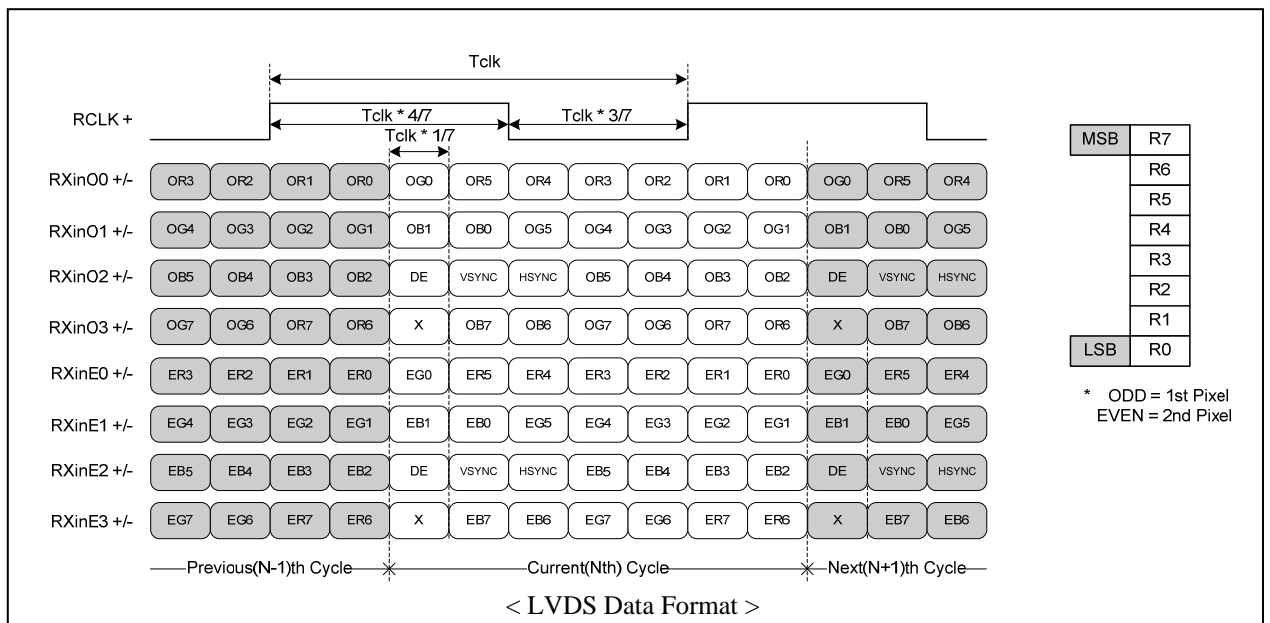 Tclk
RCLK +
Tclk * 4/7
Tclk * 3/7
Tclk * 1/7
RXinO0 +/- OR3 OR2 OR1 OR0 OG0 OR5 OR4 OR3 OR2 OR1 OR0 OG0 OR5 OR4
RXinO1 +/- OG4 OG3 OG2 OG1 OB1 OB0 OG5 OG4 OG3 OG2 OG1 OB1 OB0 OG5
RXinO2 +/- OB5 OB4 OB3 OB2 DE VSYNC HSYNC OB5 OB4 OB3 OB2 DE VSYNC HSYNC
RXinO3 +/- OG7 OG6 OR7 OR6 X OB7 OB6 OG7 OG6 OR7 OR6 X OB7 OB6
RXinE0 +/- ER3 ER2 ER1 ER0 EG0 ER5 ER4 ER3 ER2 ER1 ER0 EG0 ER5 ER4
RXinE1 +/- EG4 EG3 EG2 EG1 EB1 EB0 EG5 EG4 EG3 EG2 EG1 EB1 EB0 EG5
RXinE2 +/- EB5 EB4 EB3 EB2 DE VSYNC HSYNC EB5 EB4 EB3 EB2 DE VSYNC HSYNC
RXinE3 +/- EG7 EG6 ER7 ER6 X EB7 EB6 EG7 EG6 ER7 ER6 X EB7 EB6
Previous(N-1)th Cycle Current(Nth) Cycle Next(N+1)th Cycle
MSB R7
R6
R5
R4
R3
R2
R1
LSB R0
* ODD = 1st Pixel
EVEN = 2nd Pixel
< LVDS Data Format >